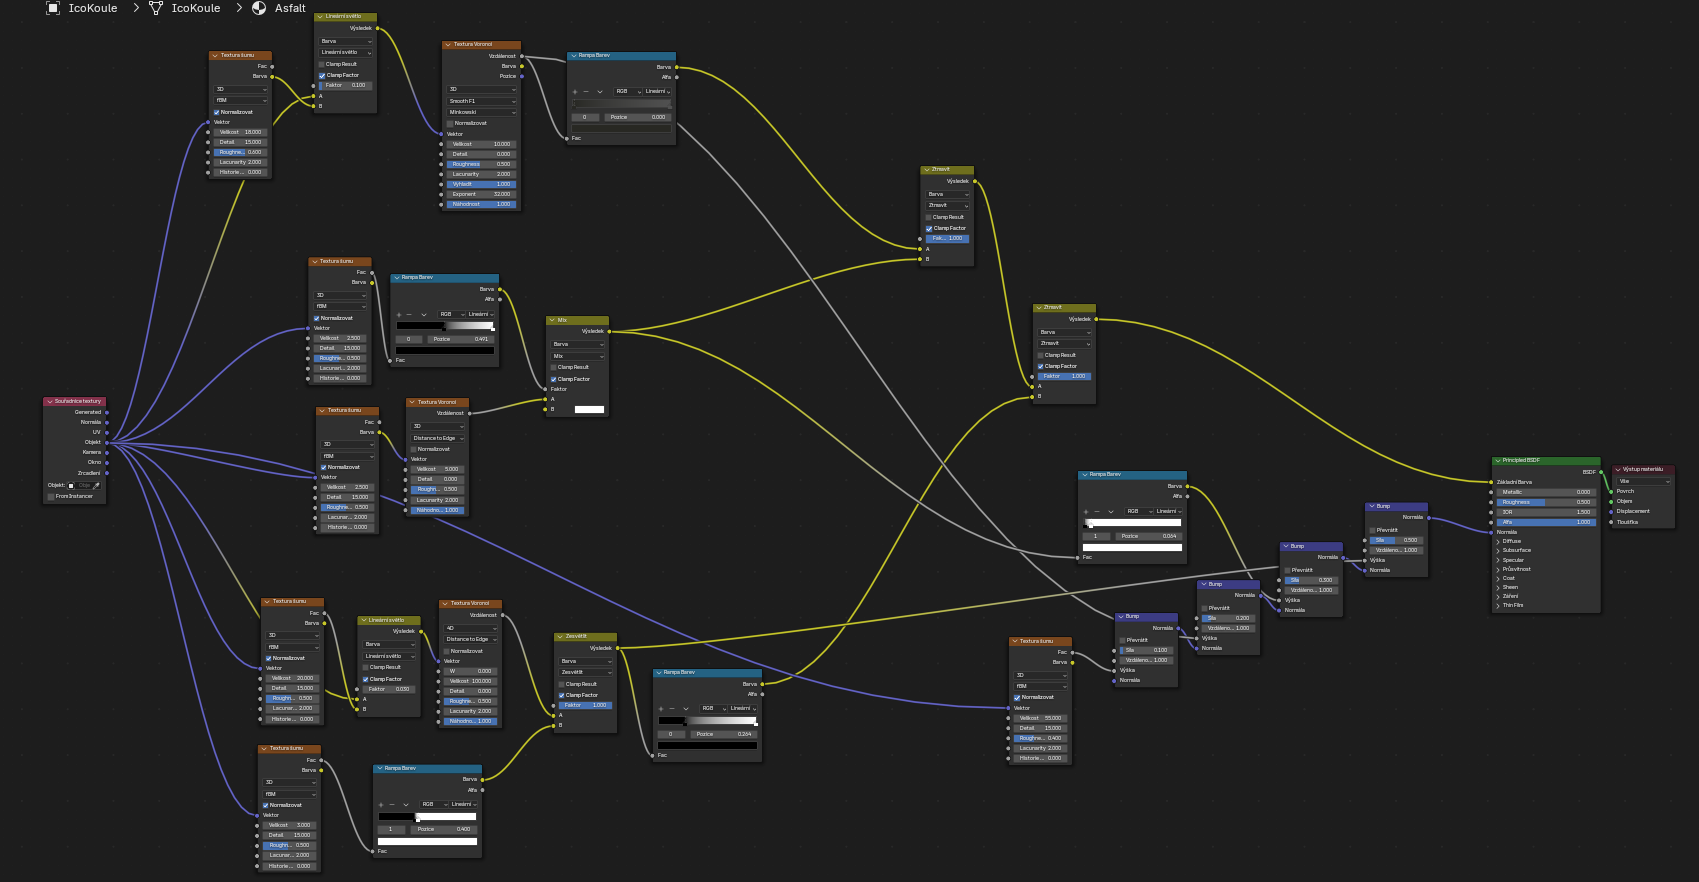 IcoKoule > IcoKoule > Asfalt
Lineární světlo
Výsledek
Barva
Lineární světlo
Clamp Result
Clamp Factor
Faktor 0.100
A
B
Textura šumu
Fac
Barva
3D
fBM
Normalizovat
Vektor
Velikost 18.000
Detail 15.000
Roughne... 0.600
Lacunarity 2.000
Historie ... 0.000
Textura Voronoi
Vzdálenost
Barva
Pozice
3D
Smooth F1
Minkowski
Normalizovat
Vektor
Velikost 10.000
Detail 0.000
Roughness 0.500
Lacunarity 2.000
Vyhladit 1.000
Exponent 32.000
Náhodnost 1.000
Rampa Barev
Barva
Alfa
RGB Lineární
0 Pozice 0.000
Fac
Ztmavit
Výsledek
Barva
Ztmavit
Clamp Result
Clamp Factor
Fak... 1.000
A
B
Textura šumu
Fac
Barva
3D
fBM
Normalizovat
Vektor
Velikost 2.500
Detail 15.000
Roughne... 0.500
Lacunari... 2.000
Historie ... 0.000
Rampa Barev
Barva
Alfa
RGB Lineární
0 Pozice 0.491
Fac
Mix
Výsledek
Barva
Mix
Clamp Result
Clamp Factor
Faktor
A
B
Ztmavit
Výsledek
Barva
Ztmavit
Clamp Result
Clamp Factor
Faktor 1.000
A
B
Souřadnice textury
Generated
Normála
UV
Objekt
Kamera
Okno
Zrcadlení
Objekt: Obje
From Instancer
Textura šumu
Fac
Barva
3D
fBM
Normalizovat
Vektor
Velikost 2.500
Detail 15.000
Roughne... 0.500
Lacunar... 2.000
Historie ... 0.000
Textura Voronoi
Vzdálenost
3D
Distance to Edge
Normalizovat
Vektor
Velikost 5.000
Detail 0.000
Roughn... 0.500
Lacunarity 2.000
Náhodno... 1.000
Rampa Barev
Barva
Alfa
RGB Lineární
1 Pozice 0.064
Fac
Principled BSDF
BSDF
Základní Barva
Metallic 0.000
Roughness 0.500
IOR 1.500
Alfa 1.000
Normála
Diffuse
Subsurface
Specular
Průsvitnost
Coat
Sheen
Záření
Thin Film
Výstup materiálu
Vše
Povrch
Objem
Displacement
Tloušťka
Bump
Normála
Převrátit
Síla 0.500
Vzdáleno... 1.000
Výška
Normála
Bump
Normála
Převrátit
Síla 0.300
Vzdáleno... 1.000
Výška
Normála
Bump
Normála
Převrátit
Síla 0.200
Vzdáleno... 1.000
Výška
Normála
Bump
Normála
Převrátit
Síla 0.100
Vzdáleno... 1.000
Výška
Normála
Textura šumu
Fac
Barva
3D
fBM
Normalizovat
Vektor
Velikost 20.000
Detail 15.000
Roughn... 0.500
Lacunar... 2.000
Historie ... 0.000
Lineární světlo
Výsledek
Barva
Lineární světlo
Clamp Result
Clamp Factor
Faktor 0.030
A
B
Textura Voronoi
Vzdálenost
4D
Distance to Edge
Normalizovat
Vektor
W 0.000
Velikost 100.000
Detail 0.000
Roughne... 0.500
Lacunarity 2.000
Náhodno... 1.000
Zesvětlit
Výsledek
Barva
Zesvětlit
Clamp Result
Clamp Factor
Faktor 1.000
A
B
Rampa Barev
Barva
Alfa
RGB Lineární
0 Pozice 0.264
Fac
Textura šumu
Fac
Barva
3D
fBM
Normalizovat
Vektor
Velikost 55.000
Detail 15.000
Roughne... 0.400
Lacunarity 2.000
Historie ... 0.000
Textura šumu
Fac
Barva
3D
fBM
Normalizovat
Vektor
Velikost 3.000
Detail 15.000
Roughn... 0.500
Lacunar... 2.000
Historie ... 0.000
Rampa Barev
Barva
Alfa
RGB Lineární
1 Pozice 0.400
Fac